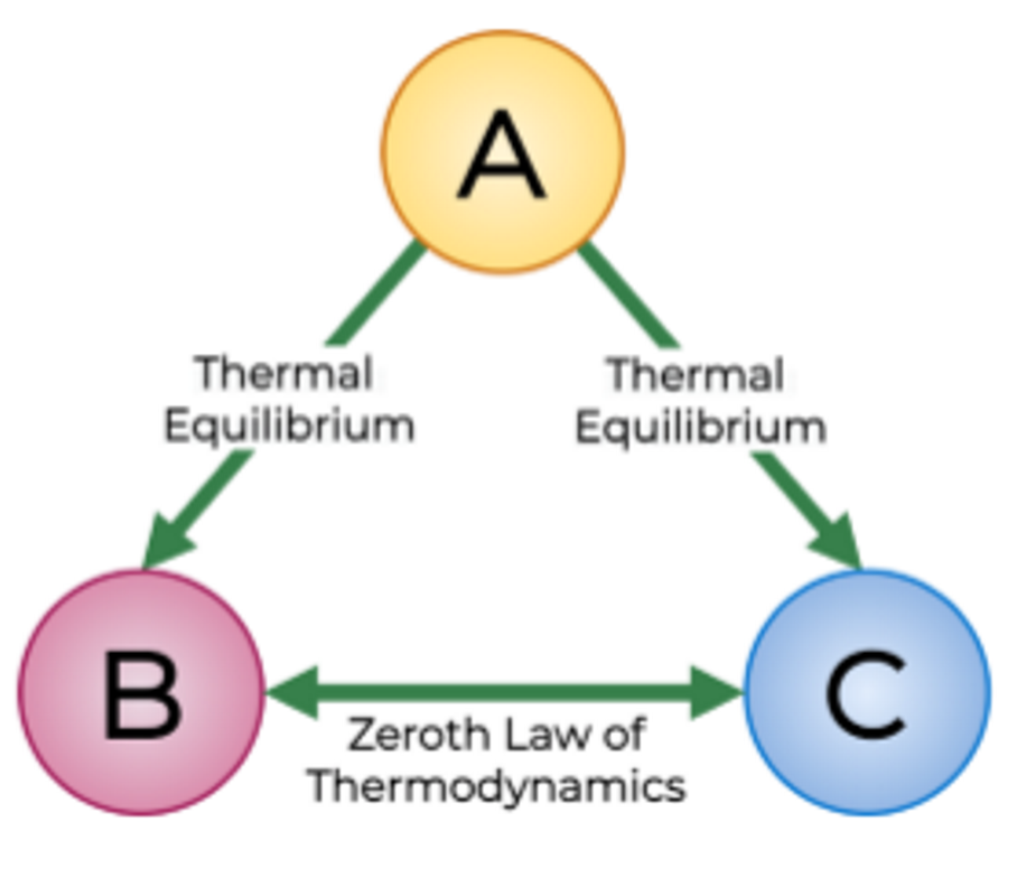 A
Thermal
Equilibrium
Thermal
Equilibrium
B
C
Zeroth Law of
Thermodynamics